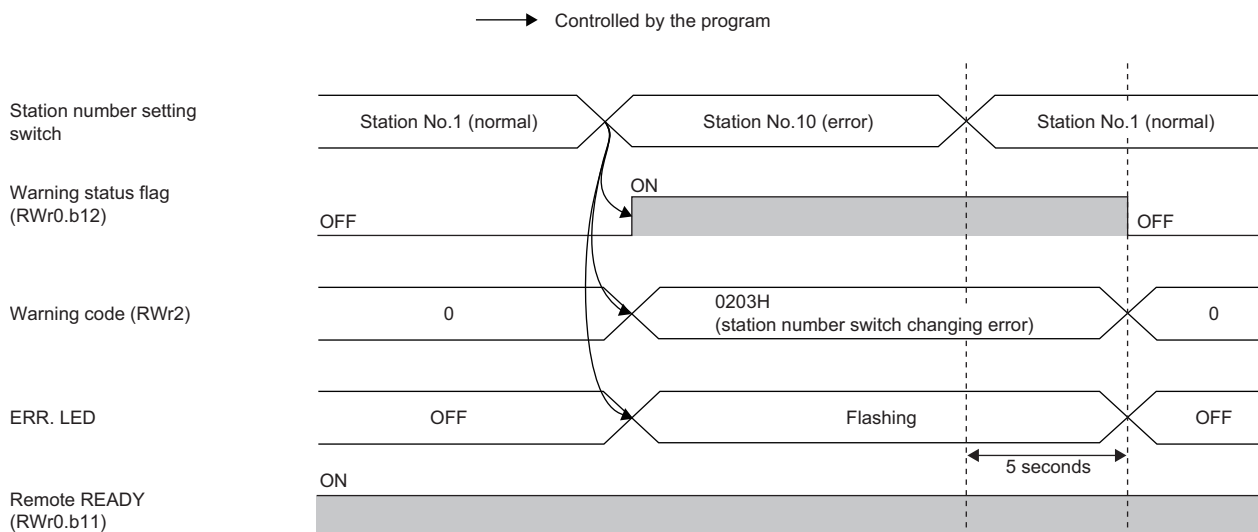 Controlled by the program
Station number setting
switch
Station No.1 (normal)
Station No.10 (error)
Station No.1 (normal)
Warning status flag
(RWr0.b12)
OFF
ON
OFF
Warning code (RWr2)
0
0203H
(station number switch changing error)
0
ERR. LED
OFF
Flashing
OFF
5 seconds
Remote READY
(RWr0.b11)
ON